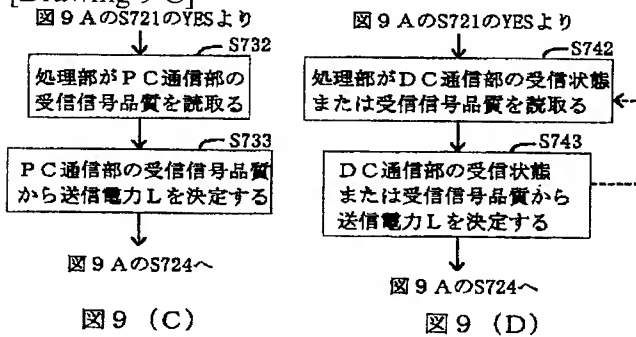 [Drawing 9 C]
図9AのS721のYESより
S732
処理部がPC通信部の
受信信号品質を読取る
S733
PC通信部の受信信号品質
から送信電力Lを決定する
図9AのS724へ
図9（C）
図9AのS721のYESより
S742
処理部がDC通信部の受信状態
または受信信号品質を読取る
S743
DC通信部の受信状態
または受信信号品質から
送信電力Lを決定する
図9AのS724へ
図9（D）